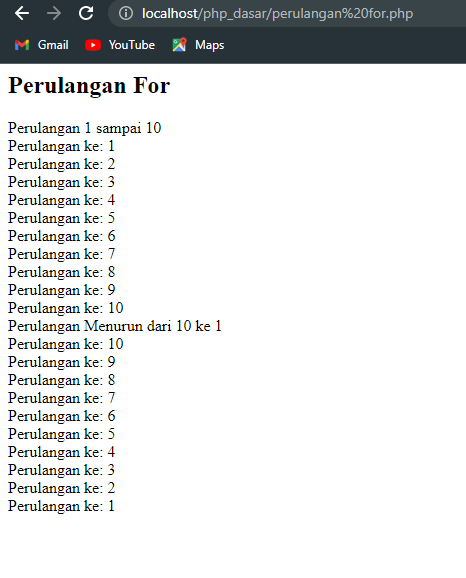 localhost/php_dasar/perulangan%20for.php
Gmail YouTube Maps
Perulangan For
Perulangan 1 sampai 10
Perulangan ke: 1
Perulangan ke: 2
Perulangan ke: 3
Perulangan ke: 4
Perulangan ke: 5
Perulangan ke: 6
Perulangan ke: 7
Perulangan ke: 8
Perulangan ke: 9
Perulangan ke: 10
Perulangan Menurun dari 10 ke 1
Perulangan ke: 10
Perulangan ke: 9
Perulangan ke: 8
Perulangan ke: 7
Perulangan ke: 6
Perulangan ke: 5
Perulangan ke: 4
Perulangan ke: 3
Perulangan ke: 2
Perulangan ke: 1